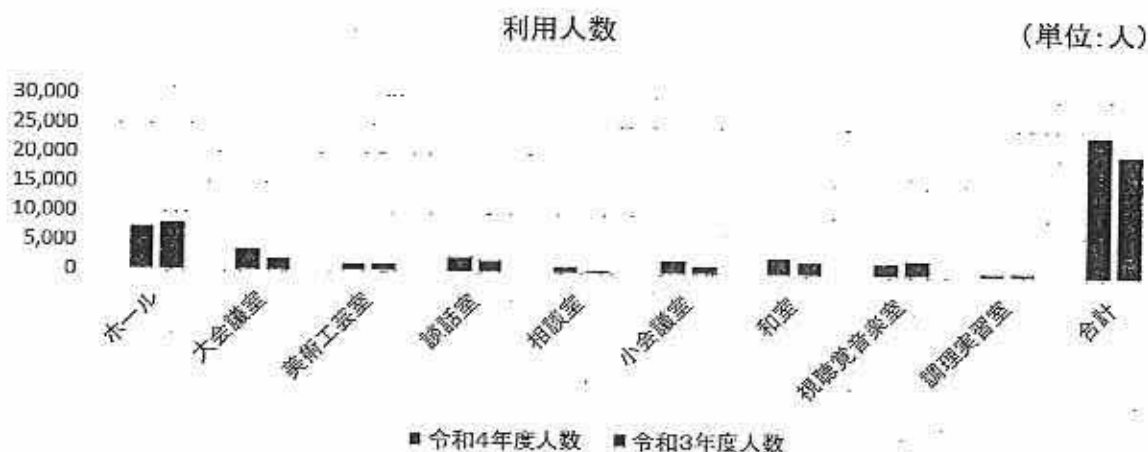 利用人数
(単位:人)
30,000
25,000
20,000
15,000
10,000
5,000
0
ホール
大会議室
美術工芸室
談話室
相談室
小会議室
和室
視聴覚音楽室
調理実習室
合計
■令和4年度人数 ■令和3年度人数